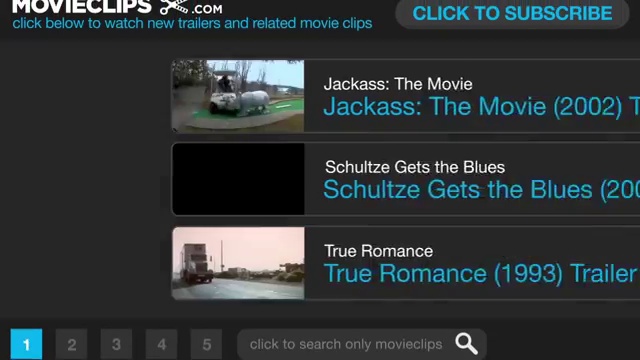 MOVIECLIPS .COM
click below to watch new trailers and related movie clips
CLICK TO SUBSCRIBE
Jackass: The Movie
Jackass: The Movie (2002) T
Schultze Gets the Blues
Schultze Gets the Blues (200
True Romance
True Romance (1993) Trailer
1 2 3 4 5 click to search only movieclips